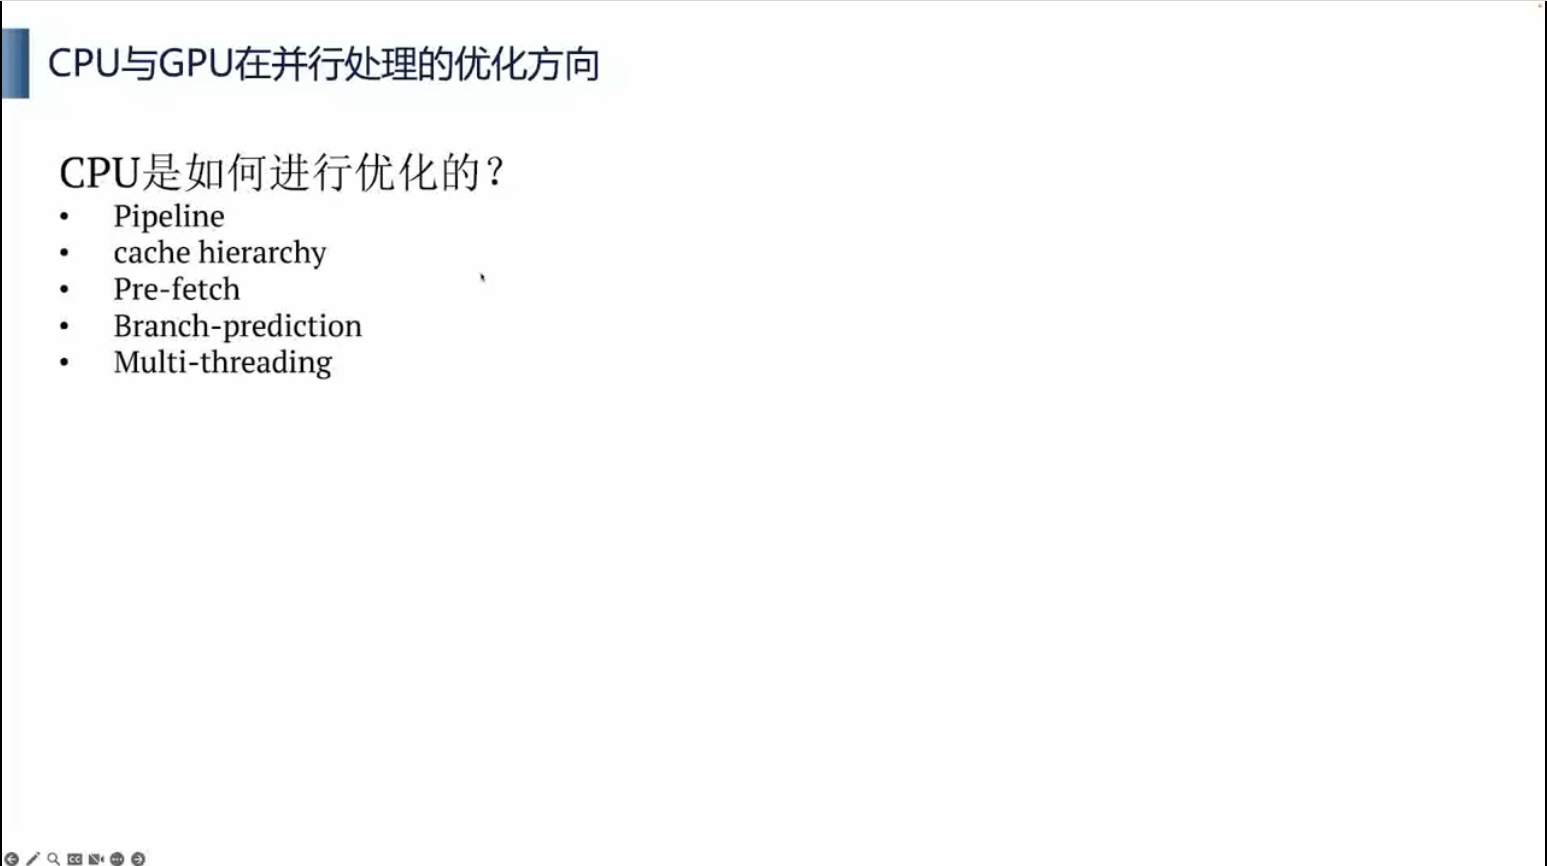 CPU与GPU在并行处理的优化方向
CPU是如何进行优化的？
• Pipeline
• cache hierarchy
• Pre-fetch
• Branch-prediction
• Multi-threading